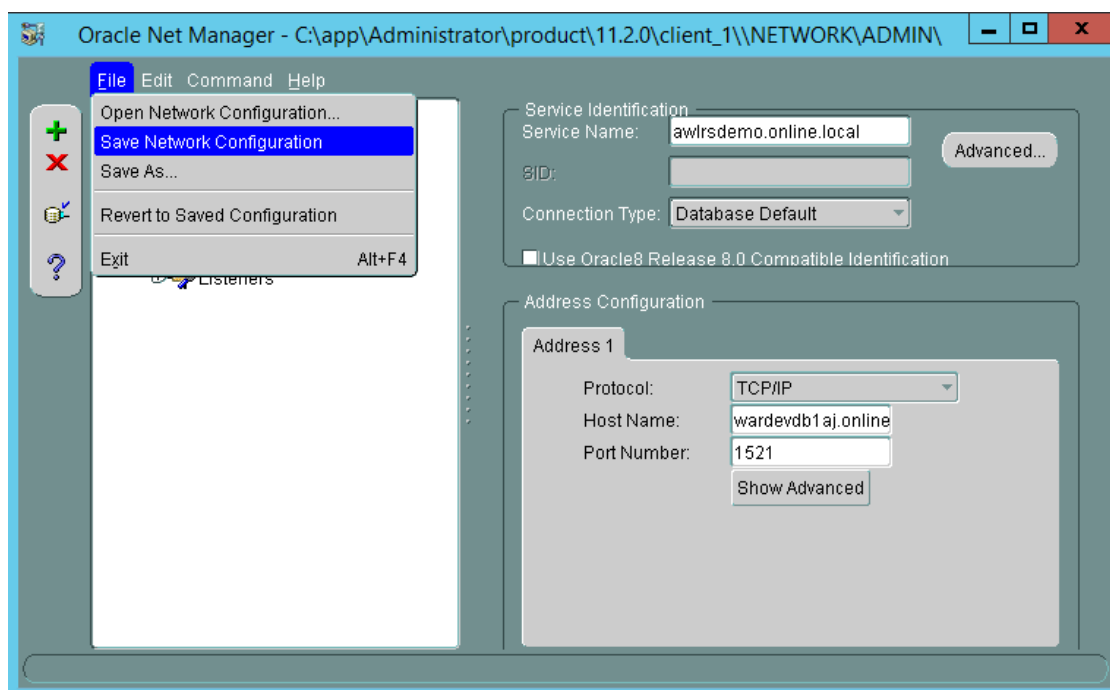 Oracle Net Manager - C:\app\Administrator\product\11.2.0\client_1\\NETWORK\ADMIN\
File Edit Command Help
Open Network Configuration...
Save Network Configuration
Save As...
Revert to Saved Configuration
Exit Alt+F4
Listeners
Service Identification
Service Name: awlrsdemo.online.local
Advanced...
SID:
Connection Type: Database Default
Use Oracle8 Release 8.0 Compatible Identification
Address Configuration
Address 1
Protocol: TCP/IP
Host Name: wardevdb1aj.online
Port Number: 1521
Show Advanced